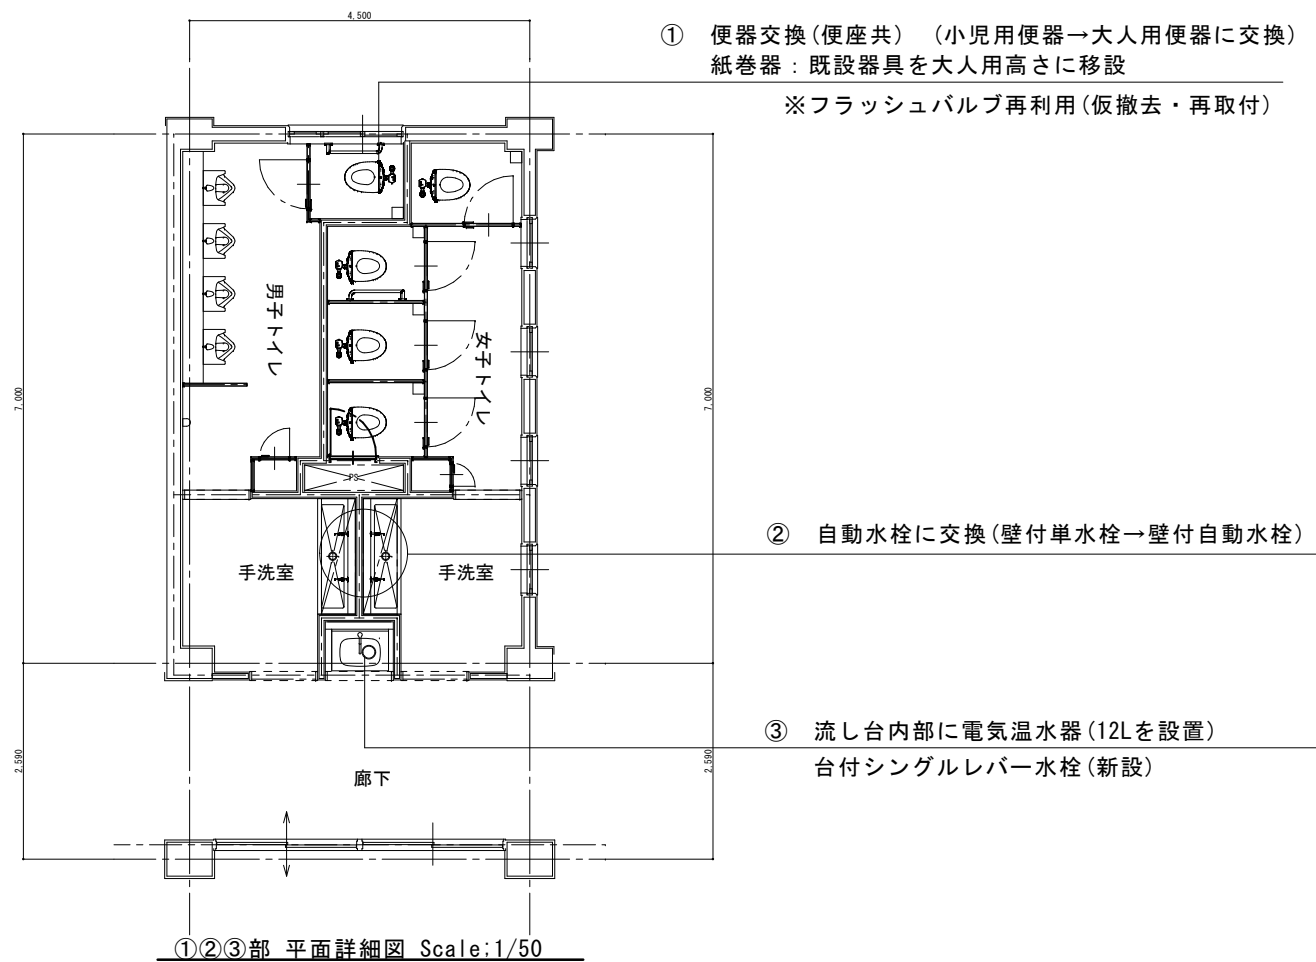 4,500
① 便器交換(便座共) (小児用便器→大人用便器に交換)
紙巻器：既設器具を大人用高さに移設
※フラッシュバルブ再利用(仮撤去・再取付)
男子トイレ
女子トイレ
7,000
7,000
PS
② 自動水栓に交換(壁付単水栓→壁付自動水栓)
手洗室
手洗室
③ 流し台内部に電気温水器(12Lを設置)
台付シングルレバー水栓(新設)
2,590
2,590
廊下
①②③部 平面詳細図 Scale;1/50